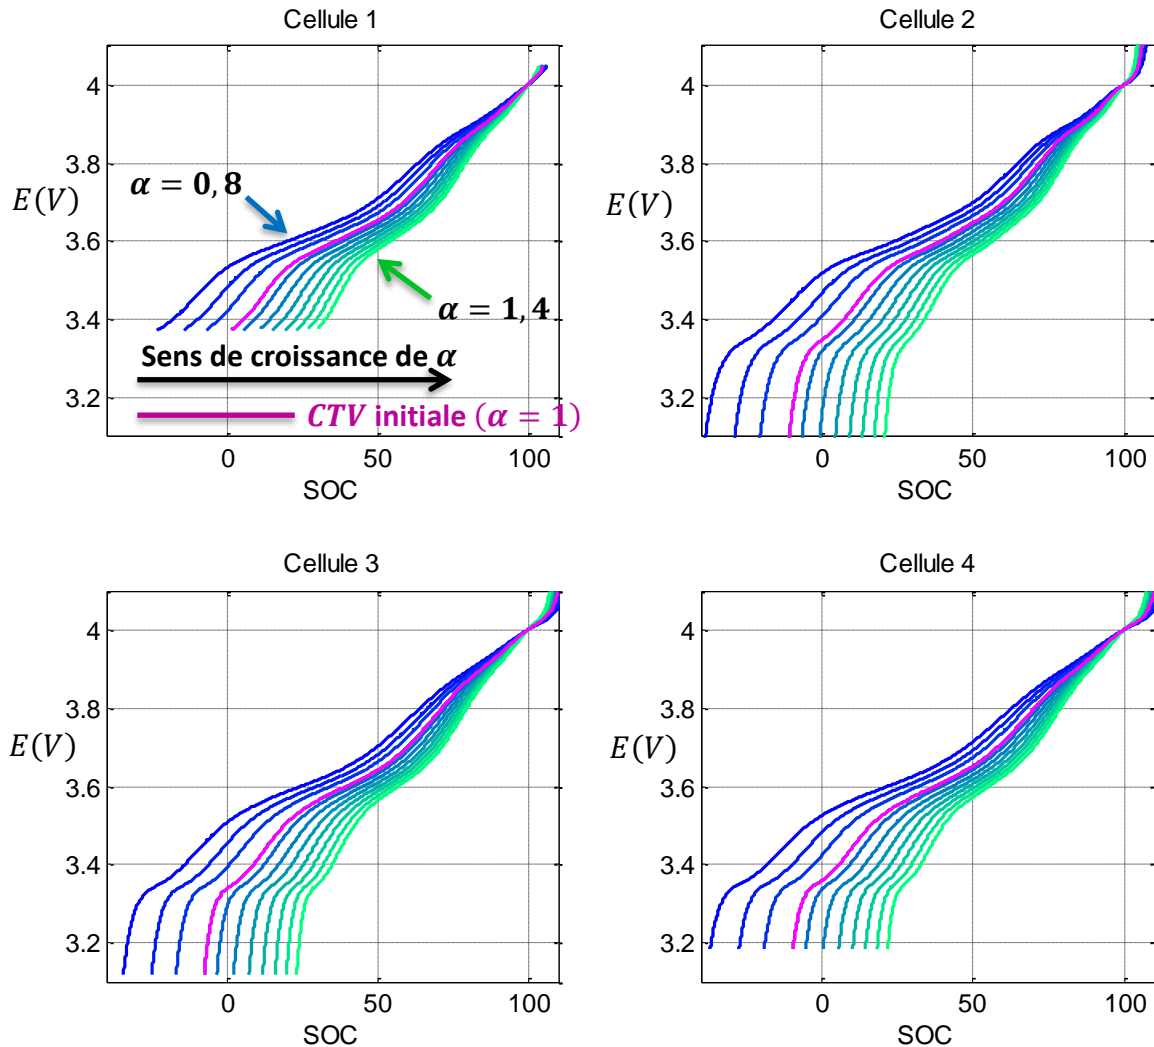 Cellule 1
4
3.8
3.6
3.4
3.2
E(V)
α = 0,8
α = 1,4
Sens de croissance de α
CTV initiale (α = 1)
0
50
100
SOC
Cellule 2
4
3.8
3.6
3.4
3.2
E(V)
0
50
100
SOC
Cellule 3
4
3.8
3.6
3.4
3.2
E(V)
0
50
100
SOC
Cellule 4
4
3.8
3.6
3.4
3.2
E(V)
0
50
100
SOC